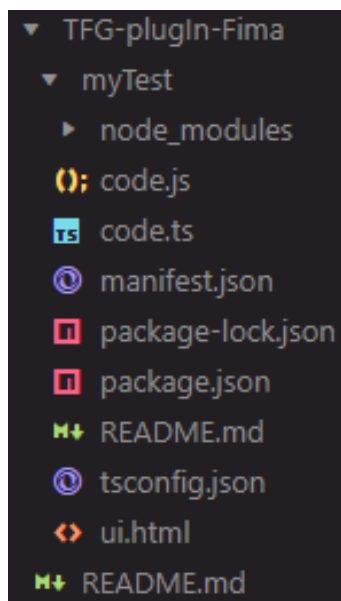 TFG-plugIn-Fima
myTest
node_modules
(); code.js
TS code.ts
manifest.json
package-lock.json
package.json
M README.md
tsconfig.json
<> ui.html
M README.md